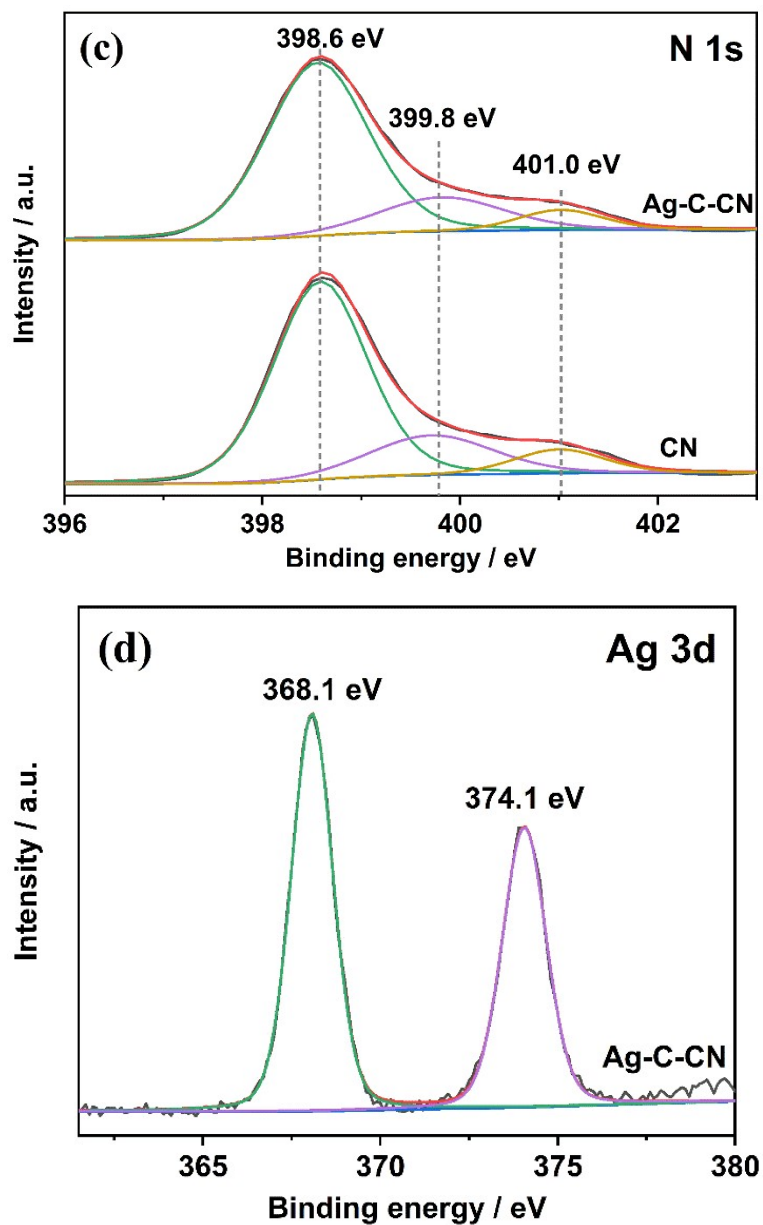 (c)
N 1s
398.6 eV
399.8 eV
401.0 eV
Ag-C-CN
CN
Intensity / a.u.
396 398 400 402
Binding energy / eV
(d)
Ag 3d
368.1 eV
374.1 eV
Ag-C-CN
Intensity / a.u.
365 370 375 380
Binding energy / eV